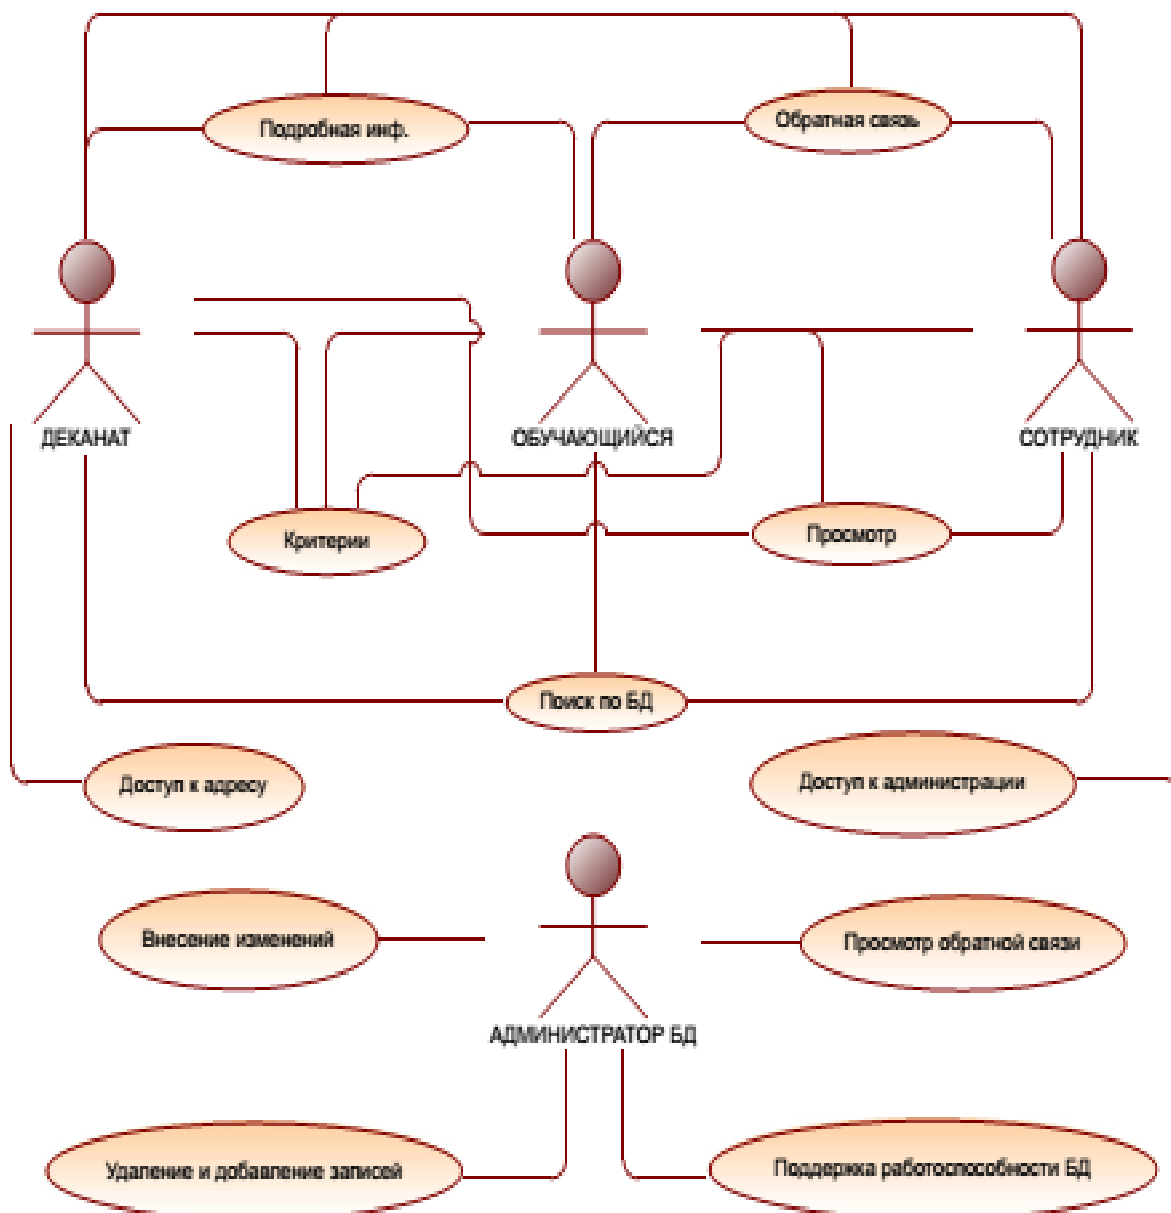 Подробная инф.
Обратная связь
ДЕКАНАТ
ОБУЧАЮЩИЙСЯ
СОТРУДНИК
Критерии
Просмотр
Поиск по БД
Доступ к адресу
Доступ к администрации
Внесение изменений
Просмотр обратной связи
АДМИНИСТРАТОР БД
Удаление и добавление записей
Поддержка работоспособности БД